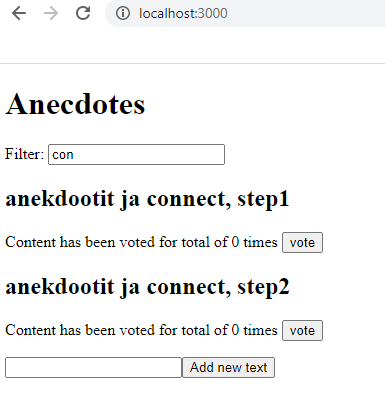 localhost:3000
Anecdotes
Filter: con
anekdootit ja connect, step1
Content has been voted for total of 0 times vote
anekdootit ja connect, step2
Content has been voted for total of 0 times vote
Add new text